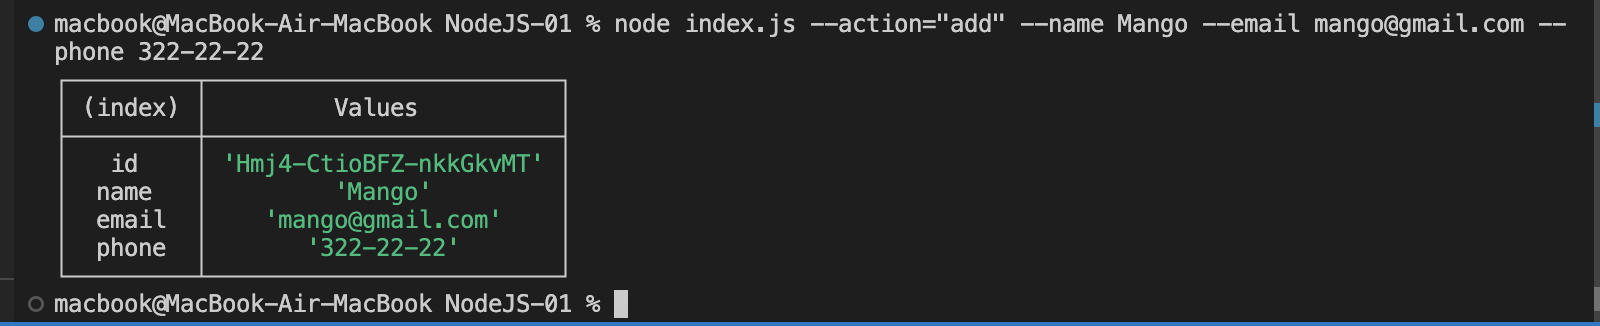 macbook@MacBook-Air-MacBook NodeJS-01 % node index.js --action="add" --name Mango --email mango@gmail.com --
phone 322-22-22
(index) Values
id 'Hmj4-CtioBFZ-nkkGkvMT'
name 'Mango'
email 'mango@gmail.com'
phone '322-22-22'
macbook@MacBook-Air-MacBook NodeJS-01 %